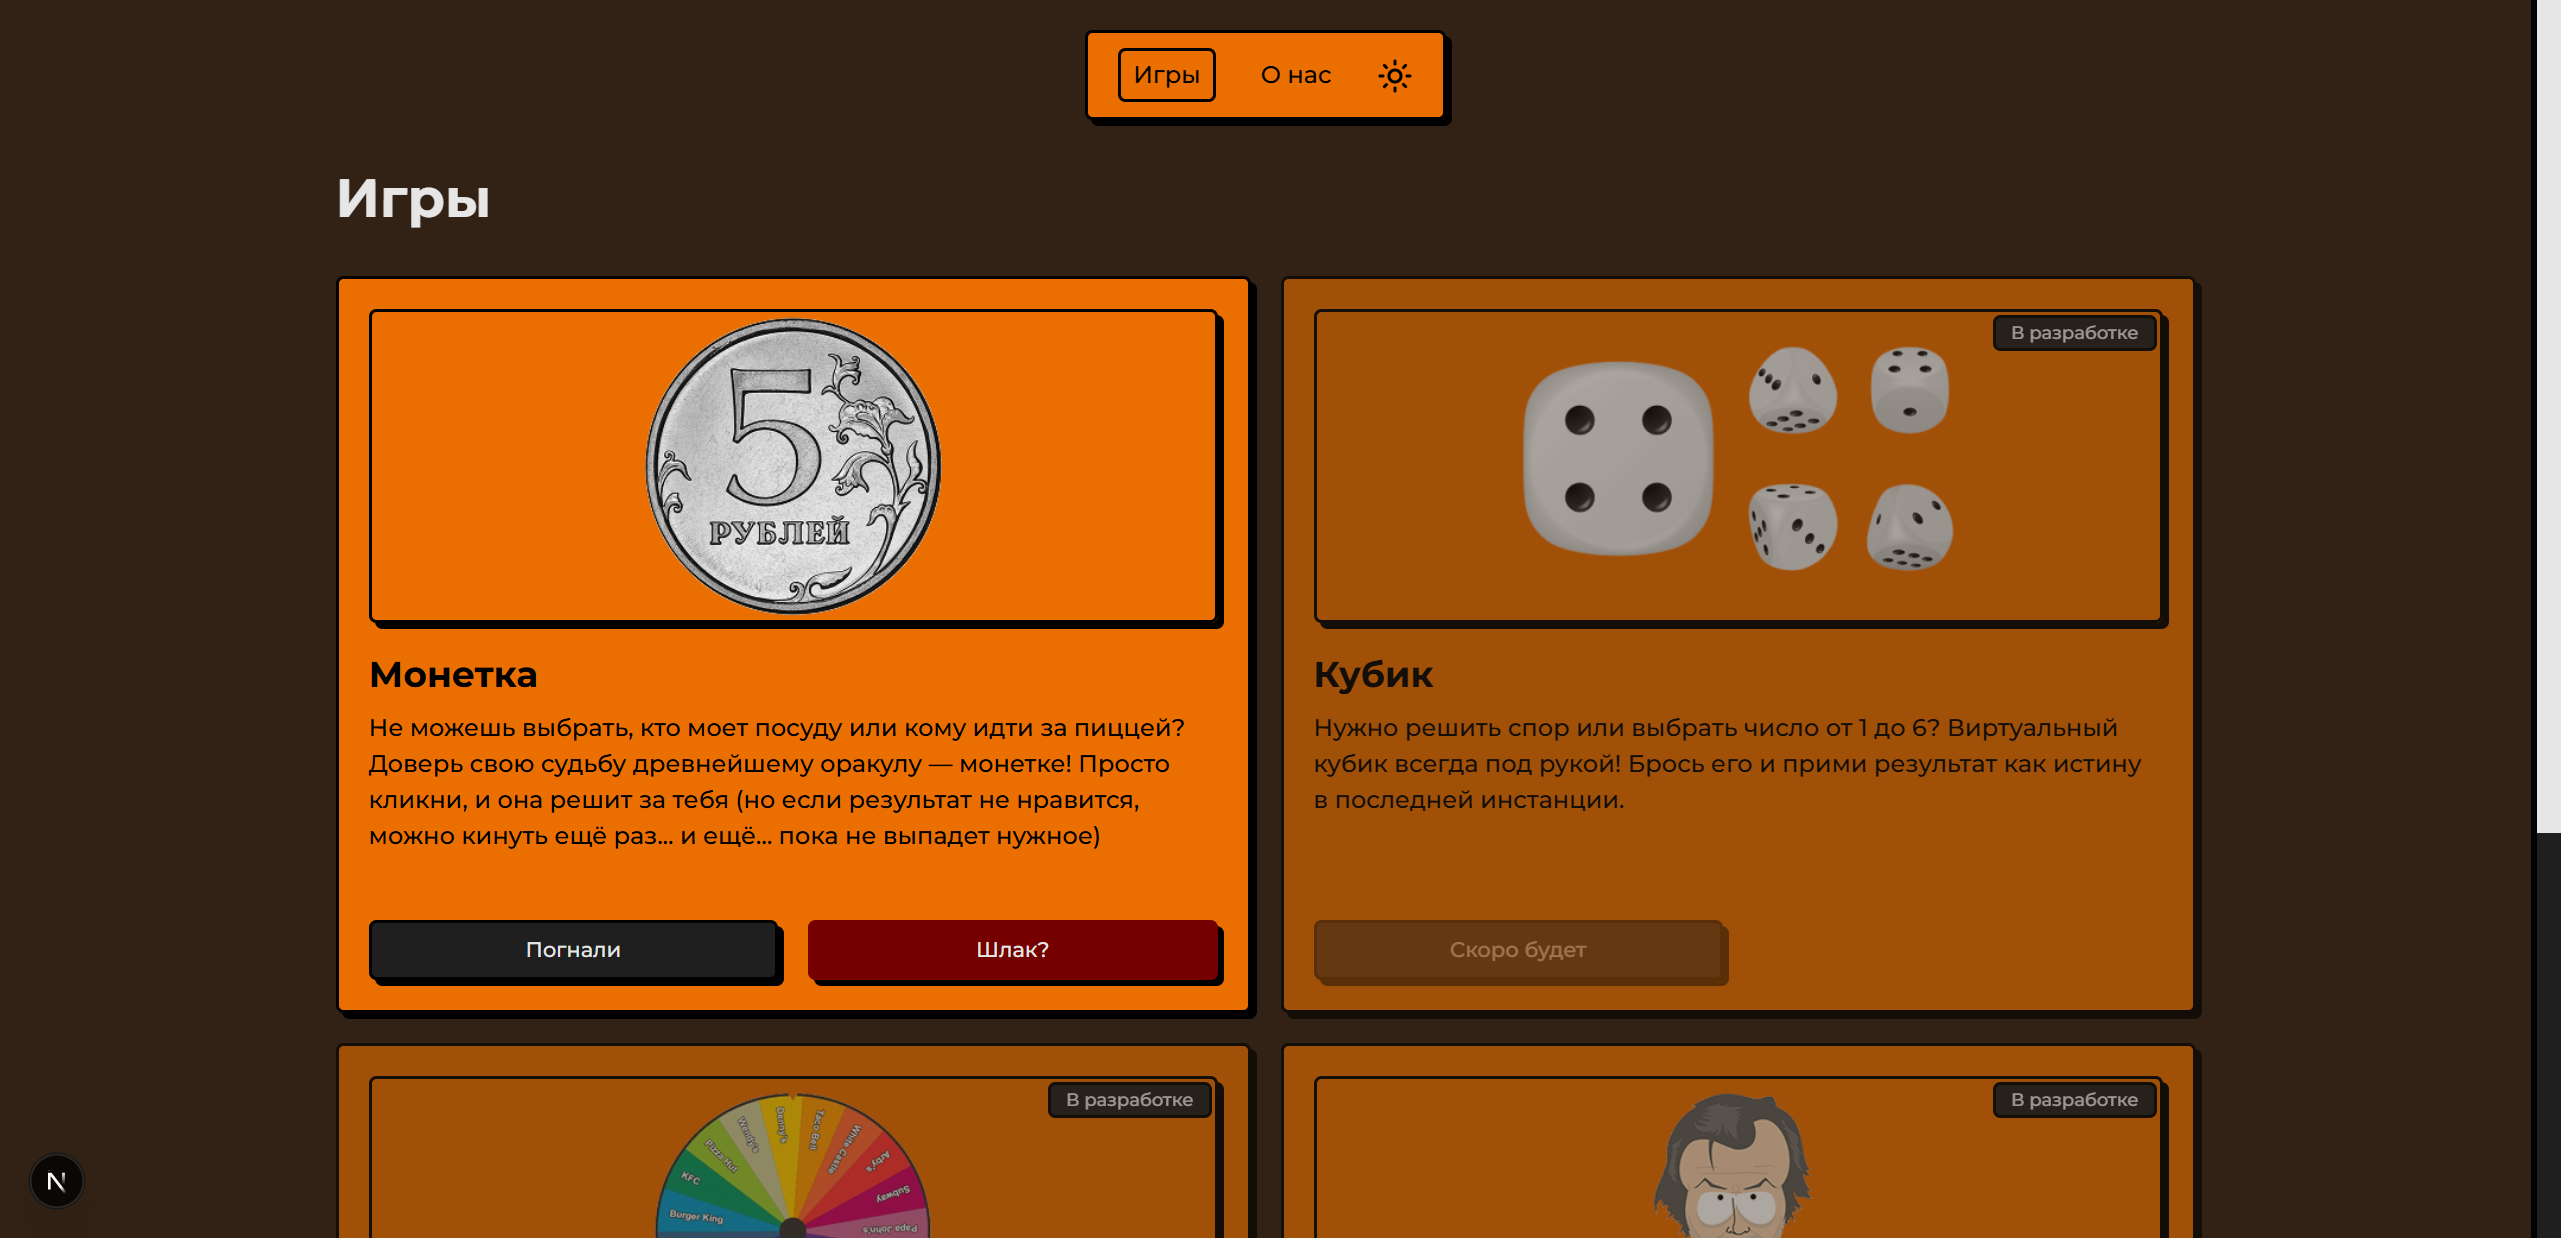 Игры
О нас
Игры
5
РУБЛЕЙ
Монетка
Не можешь выбрать, кто моет посуду или кому идти за пиццей?
Доверь свою судьбу древнейшему оракулу — монетке! Просто
кликни, и она решит за тебя (но если результат не нравится,
можно кинуть ещё раз... и ещё... пока не выпадет нужное)
Погнали
Шлак?
В разработке
Кубик
Нужно решить спор или выбрать число от 1 до 6? Виртуальный
кубик всегда под рукой! Брось его и прими результат как истину
в последней инстанции.
Скоро будет
В разработке
Burger King
KFC
Pizza Hut
Wendy's
Denny's
Taco Bell
White Castle
Arby's
Subway
Papa John's
В разработке
N